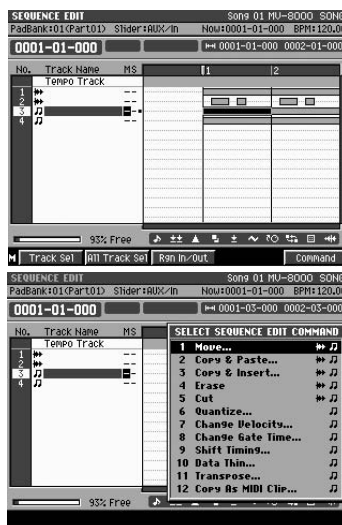 SEQUENCE EDIT Song 01 MV-8000 SONG
PadBank:01(Part01) Slider:AUX/In Now:0001-01-000 BPM:120.0
0001-01-000 0001-01-000 0002-01-000
No. Track Name MS 1 2
Tempo Track
1 --
2 --
3
4 --
93% Free
M Track Sel All Track Sel Rgn In/Out Command
SEQUENCE EDIT Song 01 MV-8000 SONG
PadBank:01(Part01) Slider:AUX/In Now:0001-01-000 BPM:120.0
0001-01-000 0001-03-000 0002-03-000
No. Track Name MS
Tempo Track
1 --
2 --
3
4 --
93% Free
SELECT SEQUENCE EDIT COMMAND
1 Move...
2 Copy & Paste...
3 Copy & Insert...
4 Erase
5 Cut
6 Quantize...
7 Change Velocity...
8 Change Gate Time...
9 Shift Timing...
10 Data Thin...
11 Transpose...
12 Copy As MIDI Clip...